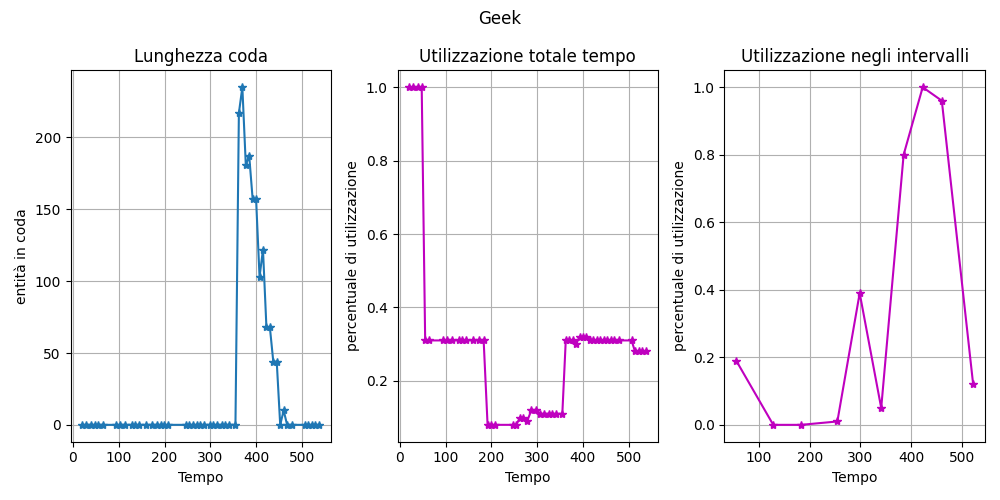 Geek
Lunghezza coda
entità in coda
200
150
100
50
0
0 100 200 300 400 500
Tempo
Utilizzazione totale tempo
percentuale di utilizzazione
1.0
0.8
0.6
0.4
0.2
0 100 200 300 400 500
Tempo
Utilizzazione negli intervalli
percentuale di utilizzazione
1.0
0.8
0.6
0.4
0.2
0.0
100 200 300 400 500
Tempo